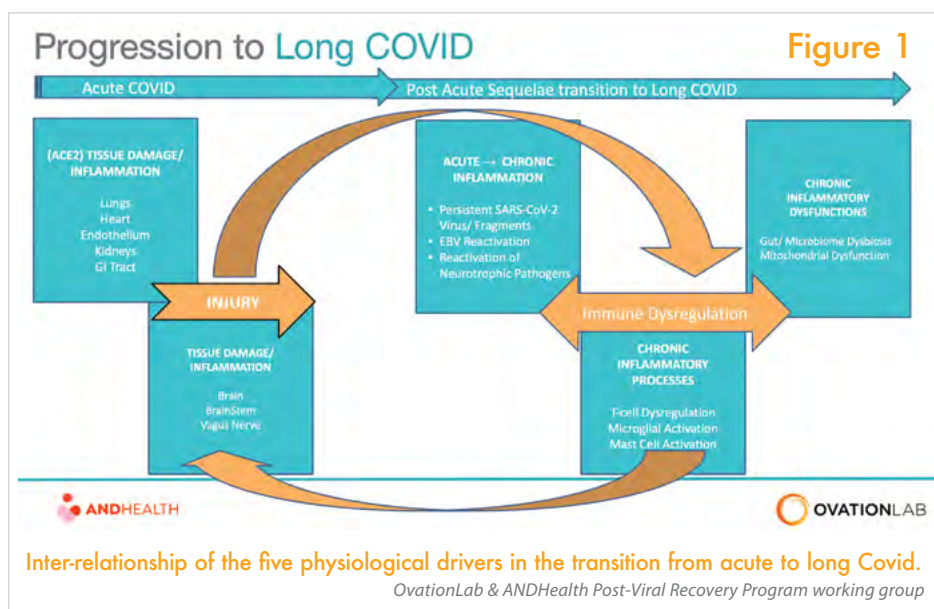 Progression to Long COVID
Figure 1
Acute COVID
Post Acute Sequelae transition to Long COVID
(ACE2) TISSUE DAMAGE/
INFLAMMATION
Lungs
Heart
Endothelium
Kidneys
GI Tract
INJURY
TISSUE DAMAGE/
INFLAMMATION
Brain
BrainStem
Vagus Nerve
ACUTE → CHRONIC
INFLAMMATION
• Persistent SARS-CoV-2
Virus/ Fragments
• EBV Reactivation
• Reactivation of
Neurotrophic Pathogens
Immune Dysregulation
CHRONIC
INFLAMMATORY
PROCESSES
T-cell Dysregulation
Microglial Activation
Mast Cell Activation
CHRONIC
INFLAMMATORY
DYSFUNCTIONS
Gut/ Microbiome Dysbiosis
Mitochondrial Dysfunction
ANDHEALTH
OVATIONLAB
Inter-relationship of the five physiological drivers in the transition from acute to long Covid.
OvationLab & ANDHealth Post-Viral Recovery Program working group